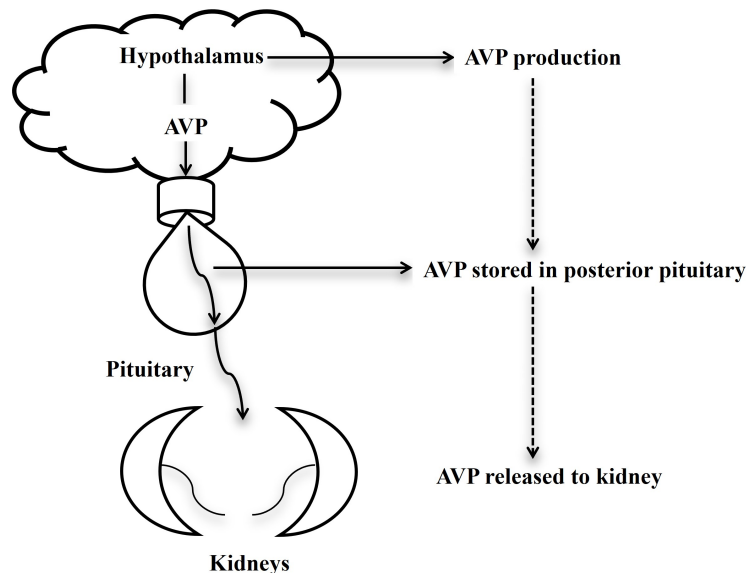 Hypothalamus
AVP production
AVP
AVP stored in posterior pituitary
Pituitary
AVP released to kidney
Kidneys